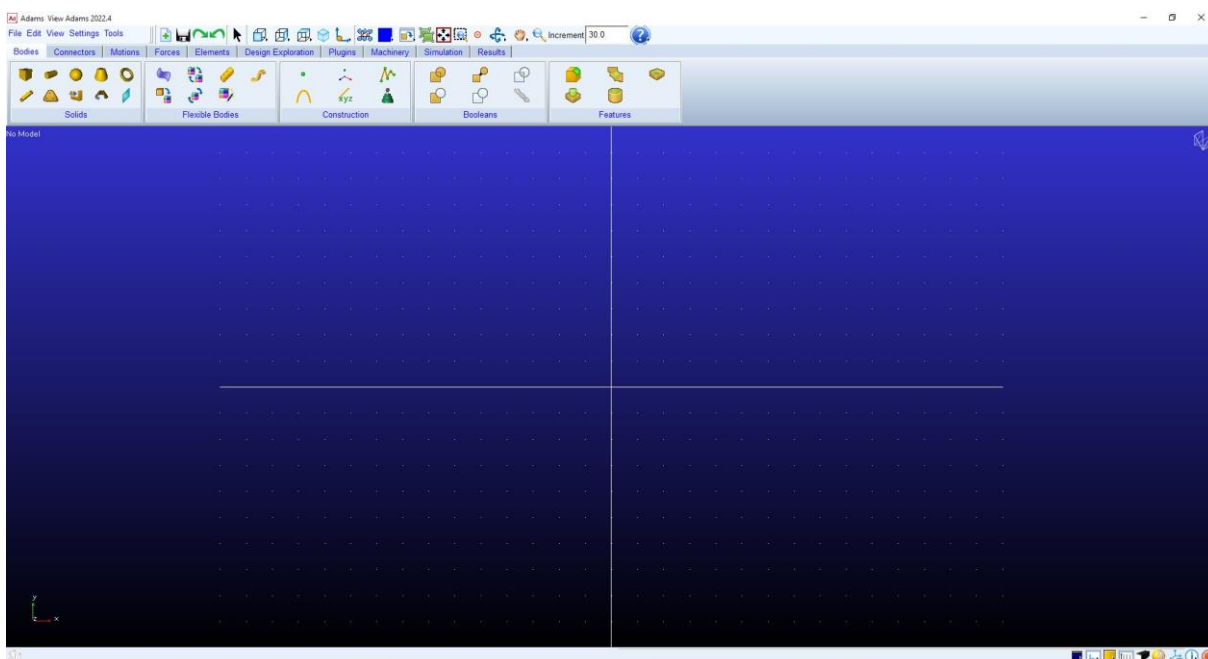 Ad Adams View Adams 2022.4
File Edit View Settings Tools
Increment 30.0
?
Bodies Connectors Motions Forces Elements Design Exploration Plugins Machinery Simulation Results
xyz
Solids Flexible Bodies Construction Booleans Features
No Model
y
z x